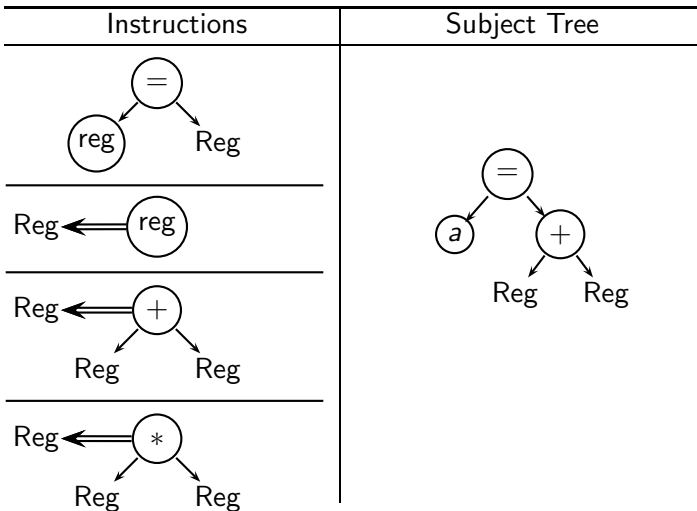 Instructions
Subject Tree
=
reg
Reg
Reg
reg
Reg
+
Reg
Reg
Reg
*
Reg
Reg
=
a
+
Reg
Reg